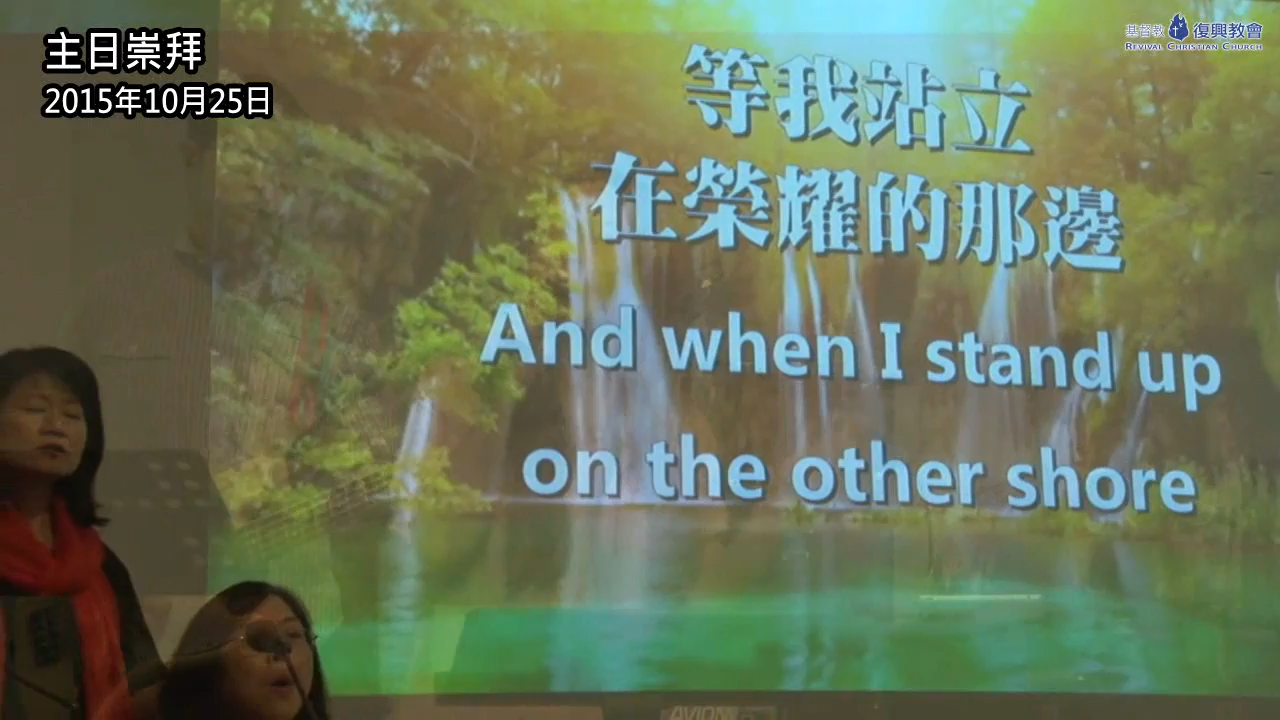 主日崇拜
2015年10月25日
基督教 復興教會
REVIVAL CHRISTIAN CHURCH
等我站立
在榮耀的那邊
And when I stand up
on the other shore